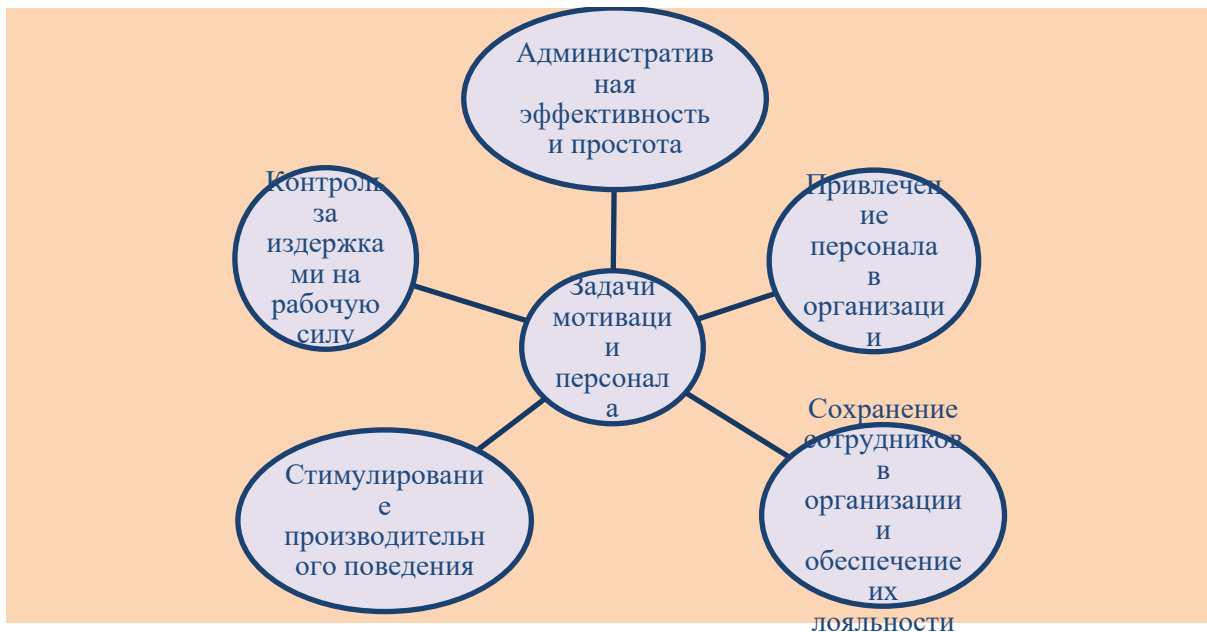 Административ
ная
эффективность
и простота
Контроль
за
издержка
ми на
рабочую
силу
Привлечен
ие
персонала
в
организаци
и
Задачи
мотиваци
и
персонал
а
Стимулировани
е
производительн
ого поведения
Сохранение
сотрудников
в
организации
и
обеспечение
их
лояльности